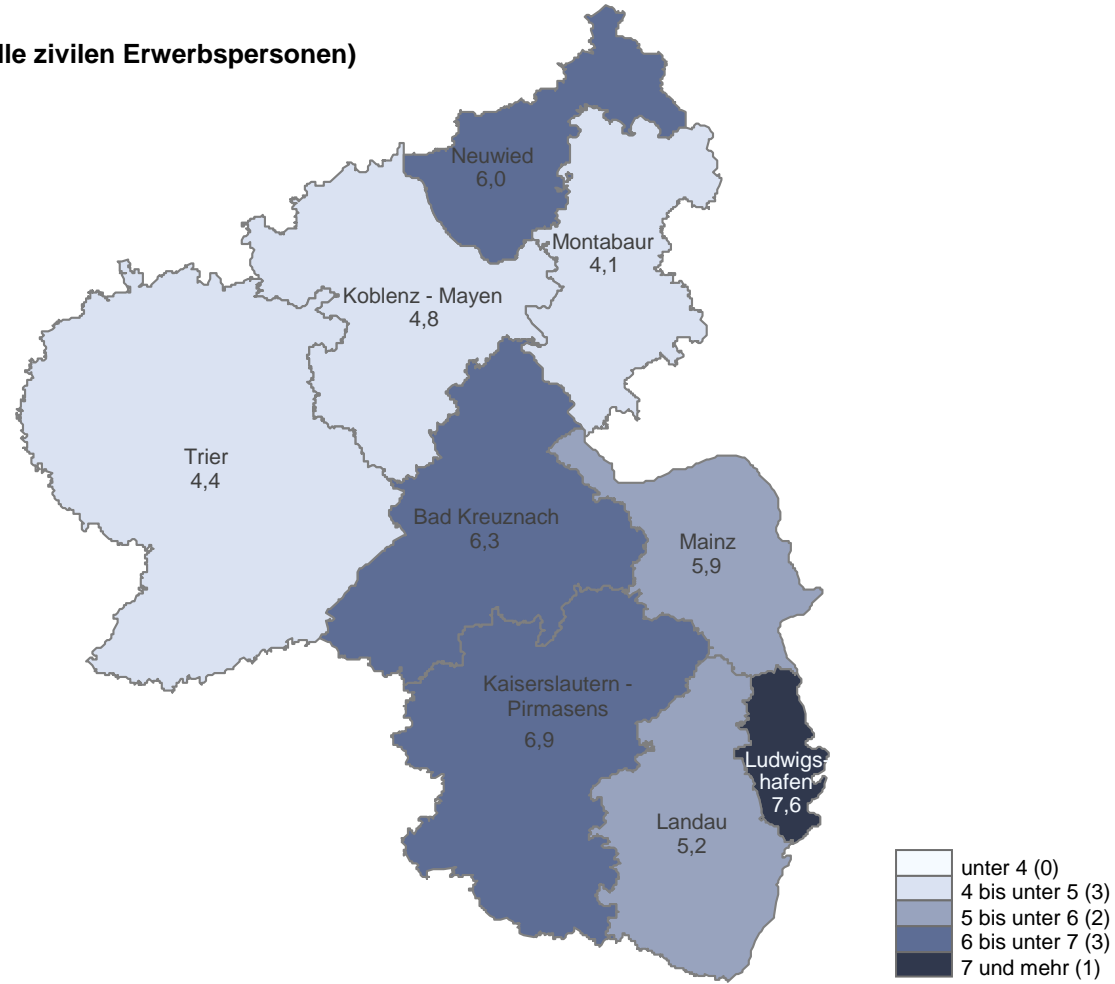 lle zivilen Erwerbspersonen)
Neuwied
6,0
Montabaur
4,1
Koblenz - Mayen
4,8
Trier
4,4
Bad Kreuznach
6,3
Mainz
5,9
Kaiserslautern -
Pirmasens
6,9
Ludwigs-
hafen
7,6
Landau
5,2
unter 4 (0)
4 bis unter 5 (3)
5 bis unter 6 (2)
6 bis unter 7 (3)
7 und mehr (1)